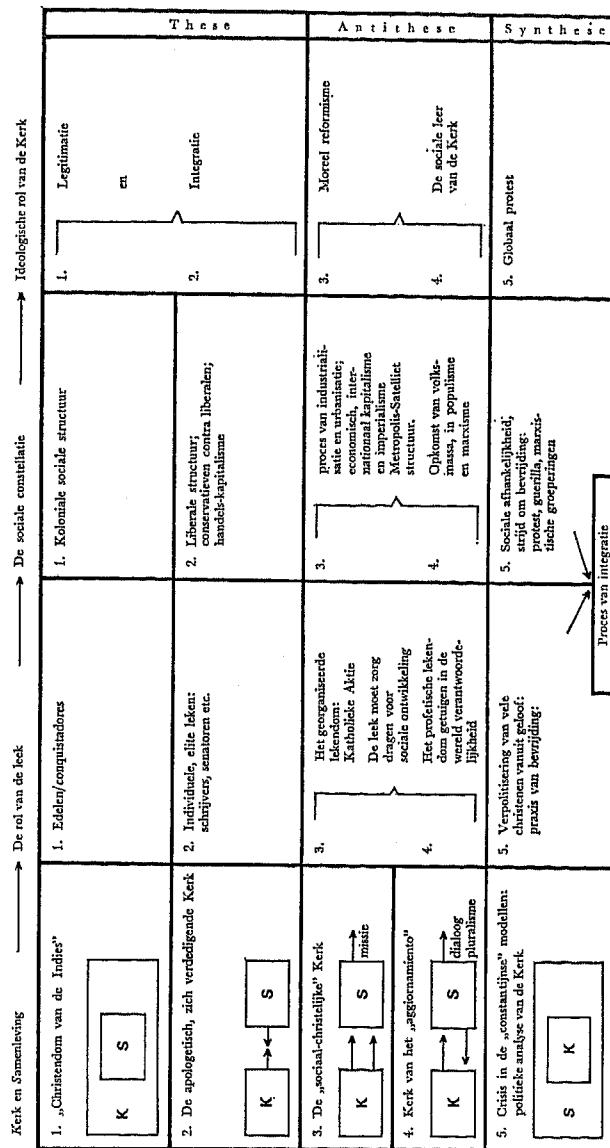 Kerk en Samenleving → De rol van de leek → De sociale constellatie → Ideologische rol van de Kerk
1. „Christendom van de Indies"
K
S
1. Edelen/conquistadores
1. Koloniale sociale structuur
1.
Legitimatie
en
2.
Integratie
These
2. De apologetisch, zich verdedigende Kerk
K
S
2. Individuele, elite leken:
schrijvers, senatoren etc.
2. Liberale structuur;
conservatieven contra liberalen;
handels-kapitalisme
3. De „sociaal-christelijke" Kerk
K
S
missie
3.
Het georganiseerde
lekendom:
Katholieke Aktie
De leek moet zorg
dragen voor
sociale ontwikkeling
3.
proces van industriali-
satie en urbanisatie;
economisch, inter-
nationaal kapitalisme
en imperialisme
Metropolis-Satelliet
structuur.
3.
Moreel reformisme
Antithese
4. Kerk van het „aggiornamiento"
K
S
dialoog
pluralisme
4.
Het profetische leken-
dom getuigen in de
wereld verantwoorde-
lijkheid
4.
Opkomst van volks-
massa, in populisme
en marxisme
4.
De sociale leer
van de Kerk
5. Crisis in de „constantijnse" modellen:
politieke analyse van de Kerk
S
K
5. Verpolitisering van vele
christenen vanuit geloof:
praxis van bevrijding:
5. Sociale afhankelijkheid;
strijd om bevrijding:
protest, guerilla, marxis-
tische groeperingen
5. Globaal protest
Synthese
Proces van integratie